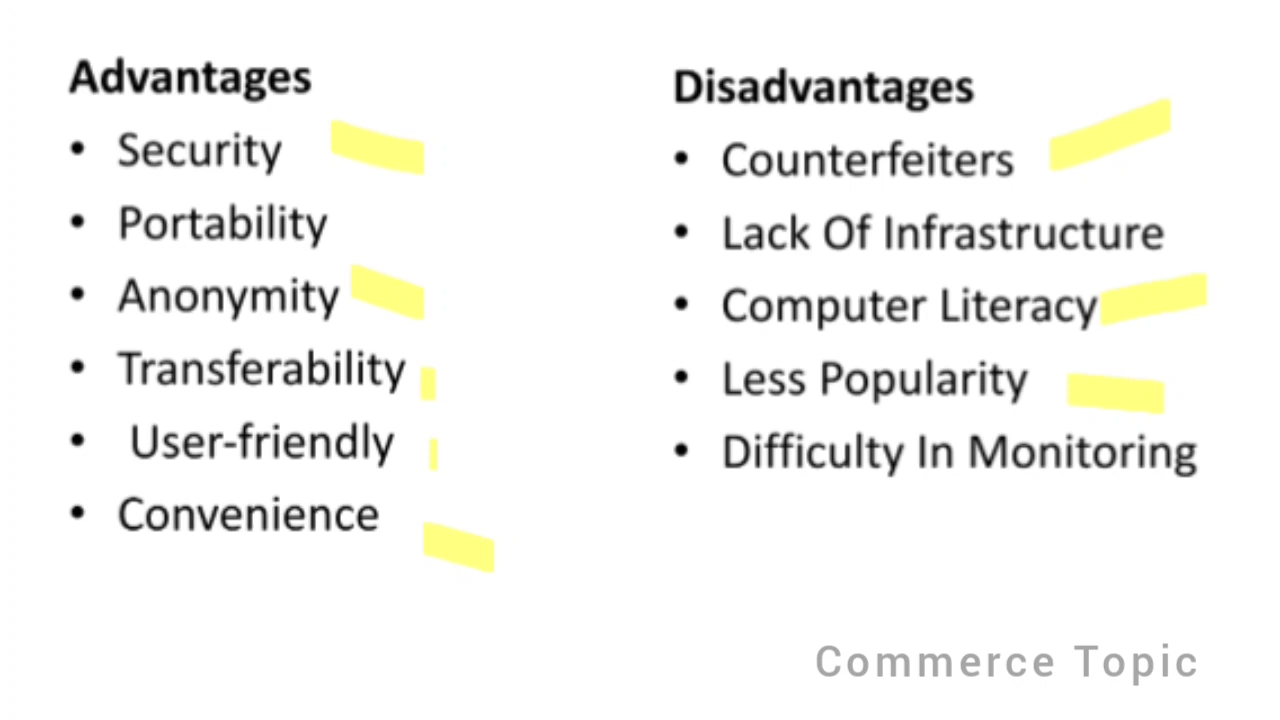 Advantages
• Security
• Portability
• Anonymity
• Transferability
• User-friendly
• Convenience
Disadvantages
• Counterfeiters
• Lack Of Infrastructure
• Computer Literacy
• Less Popularity
• Difficulty In Monitoring
Commerce Topic